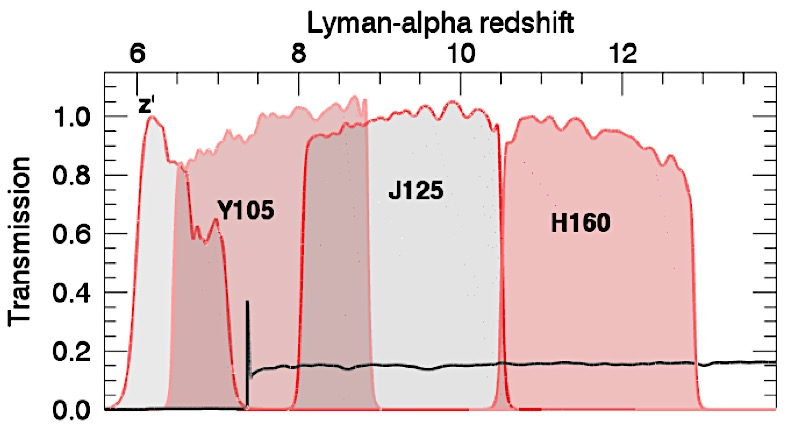 Lyman-alpha redshift
6 8 10 12
z'
1.0
0.8
0.6
0.4
0.2
0.0
Transmission
Y105
J125
H160